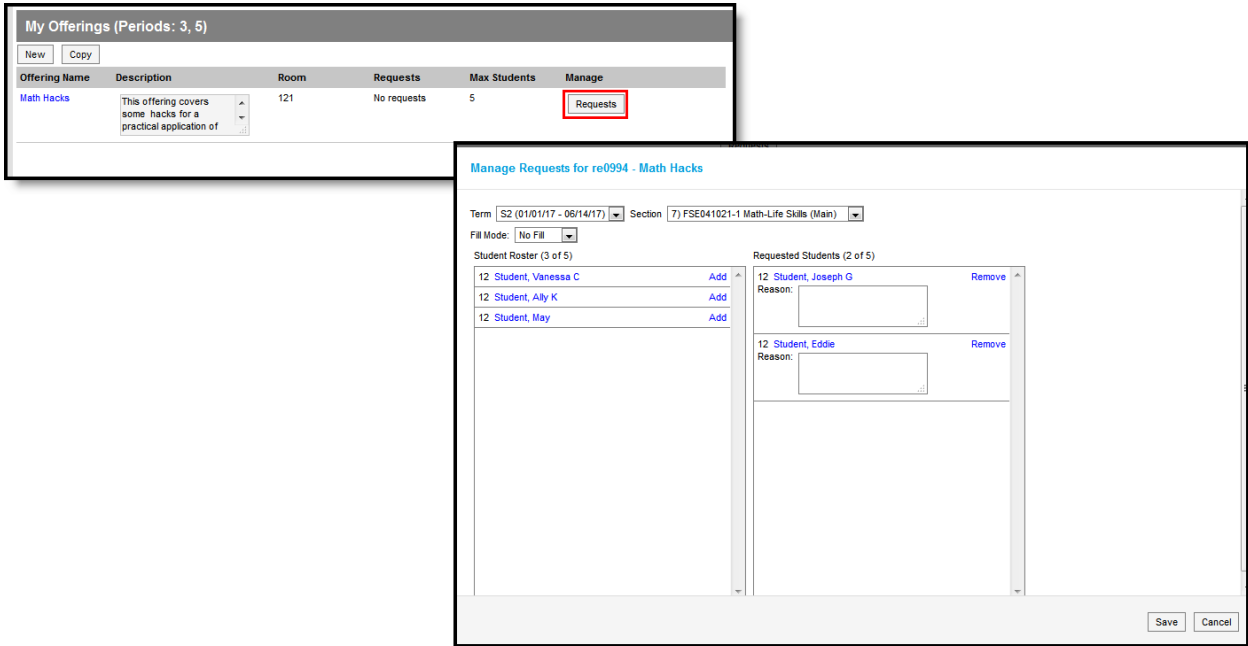 My Offerings (Periods: 3, 5)
New Copy
Offering Name Description Room Requests Max Students Manage
Math Hacks This offering covers some hacks for a practical application of 121 No requests 5 Requests
Manage Requests for re0994 - Math Hacks
Term S2 (01/01/17 - 06/14/17) Section 7) FSE041021-1 Math-Life Skills (Main)
Fill Mode: No Fill
Student Roster (3 of 5)
12 Student, Vanessa C Add
12 Student, Ally K Add
12 Student, May Add
Requested Students (2 of 5)
12 Student, Joseph G Remove
Reason:
12 Student, Eddie Remove
Reason:
Save Cancel